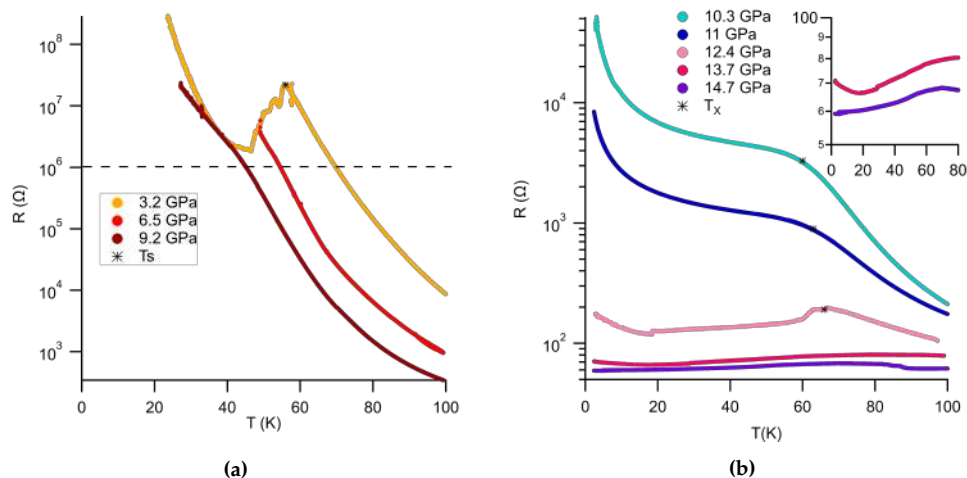 R (Ω)
10⁸
10⁷
10⁶
10⁵
10⁴
10³
3.2 GPa
6.5 GPa
9.2 GPa
Ts
0 20 40 60 80 100
T (K)
(a)
R (Ω)
10⁴
10³
10²
10.3 GPa
11 GPa
12.4 GPa
13.7 GPa
14.7 GPa
Tₓ
100
9
8
7
6
5
0 20 40 60 80
0 20 40 60 80 100
T(K)
(b)